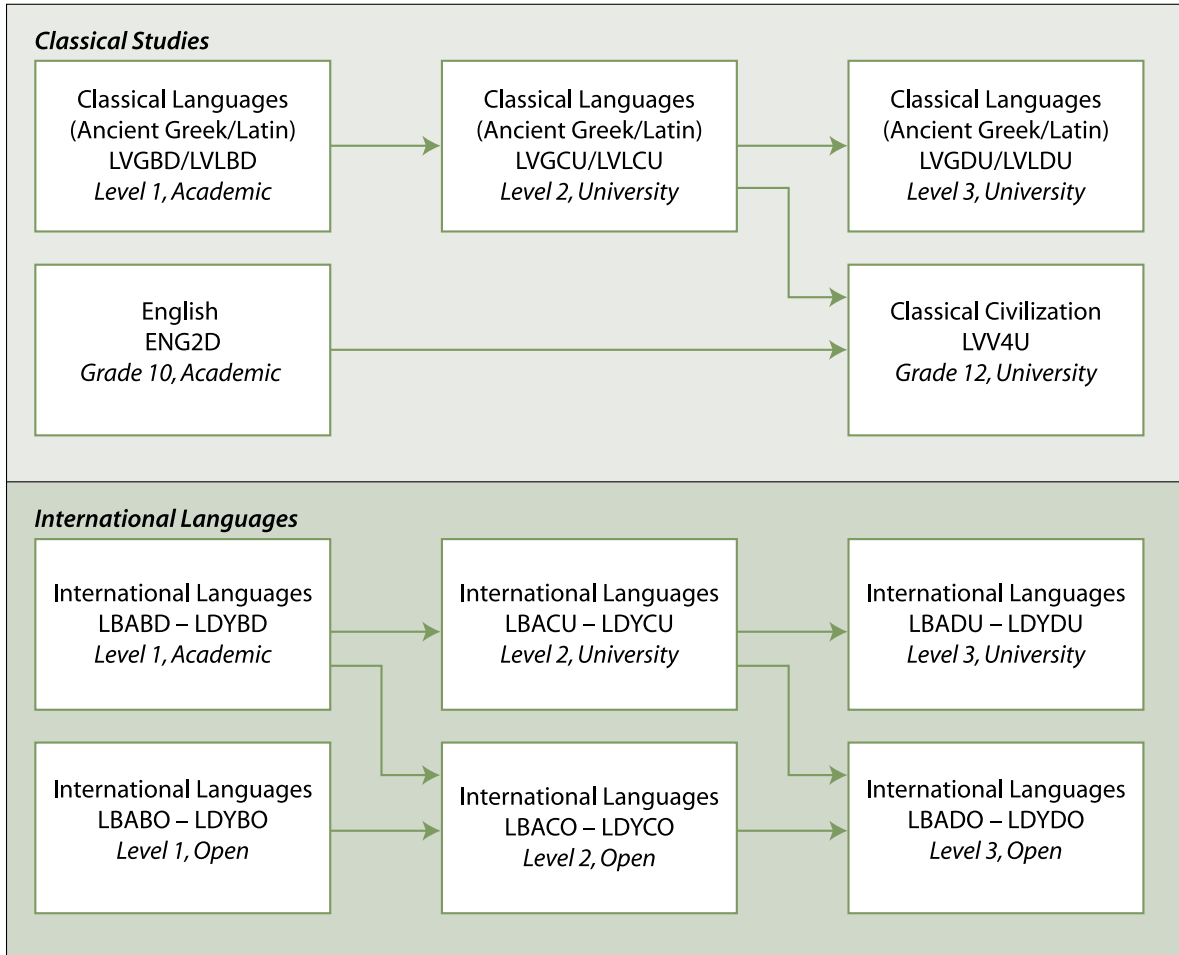 Classical Studies
Classical Languages
(Ancient Greek/Latin)
LVGBD/LVLBD
Level 1, Academic
Classical Languages
(Ancient Greek/Latin)
LVGCU/LVLCU
Level 2, University
Classical Languages
(Ancient Greek/Latin)
LVGDU/LVLDU
Level 3, University
English
ENG2D
Grade 10, Academic
Classical Civilization
LVV4U
Grade 12, University
International Languages
International Languages
LBABD – LDYBD
Level 1, Academic
International Languages
LBACU – LDYCU
Level 2, University
International Languages
LBADU – LDYDU
Level 3, University
International Languages
LBABO – LDYBO
Level 1, Open
International Languages
LBACO – LDYCO
Level 2, Open
International Languages
LBADO – LDYDO
Level 3, Open